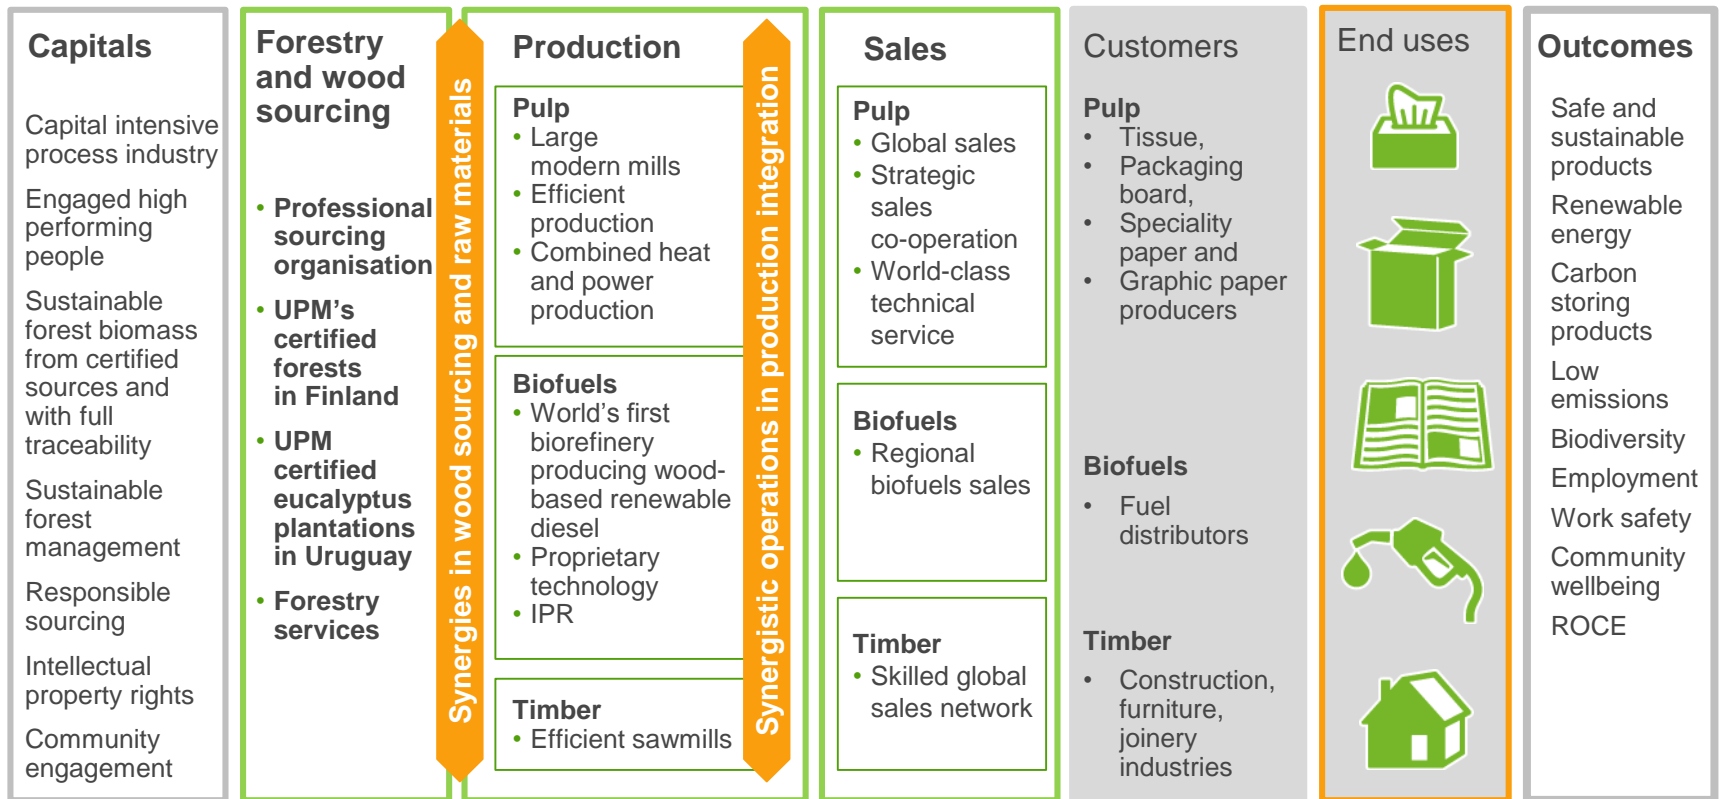 Capitals
Capital intensive
process industry
Engaged high
performing
people
Sustainable
forest biomass
from certified
sources and
with full
traceability
Sustainable
forest
management
Responsible
sourcing
Intellectual
property rights
Community
engagement
Forestry
and wood
sourcing
• Professional
sourcing
organisation
• UPM’s
certified
forests
in Finland
• UPM
certified
eucalyptus
plantations
in Uruguay
• Forestry
services
Synergies in wood sourcing and raw materials
Production
Pulp
• Large
modern mills
• Efficient
production
• Combined heat
and power
production
Biofuels
• World’s first
biorefinery
producing wood-
based renewable
diesel
• Proprietary
technology
• IPR
Timber
• Efficient sawmills
Synergistic operations in production integration
Sales
Pulp
• Global sales
• Strategic
sales
co-operation
• World-class
technical
service
Biofuels
• Regional
biofuels sales
Timber
• Skilled global
sales network
Customers
Pulp
• Tissue,
• Packaging
board,
• Speciality
paper and
• Graphic paper
producers
Biofuels
• Fuel
distributors
Timber
• Construction,
furniture,
joinery
industries
End uses
Outcomes
Safe and
sustainable
products
Renewable
energy
Carbon
storing
products
Low
emissions
Biodiversity
Employment
Work safety
Community
wellbeing
ROCE